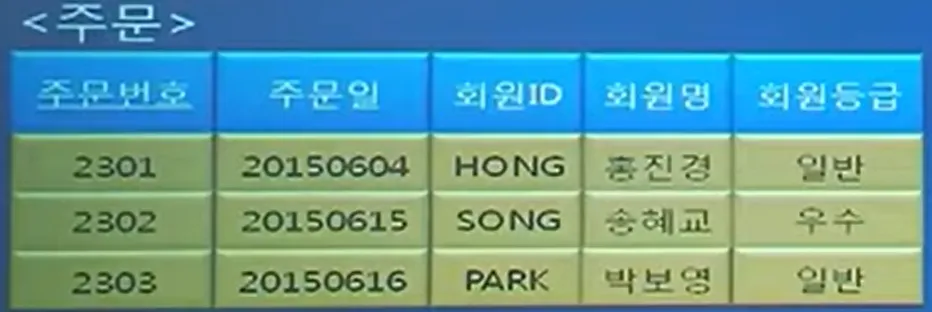 <주문>
주문번호 주문일 회원ID 회원명 회원등급
2301 20150604 HONG 홍진경 일반
2302 20150615 SONG 송혜교 우수
2303 20150616 PARK 박보영 일반